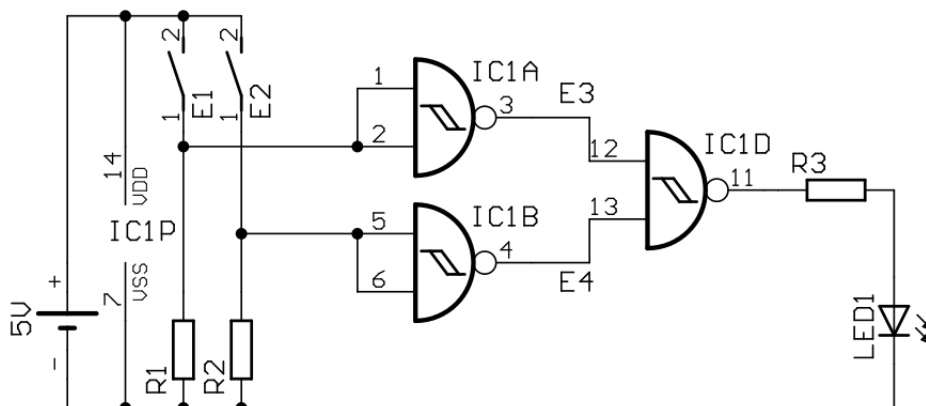 2
2
1
1
E1
E2
14
VDD
IC1P
7
VSS
+
5V
-
R1
R2
1
2
IC1A
3
E3
5
6
IC1B
4
E4
12
13
IC1D
11
R3
LED1